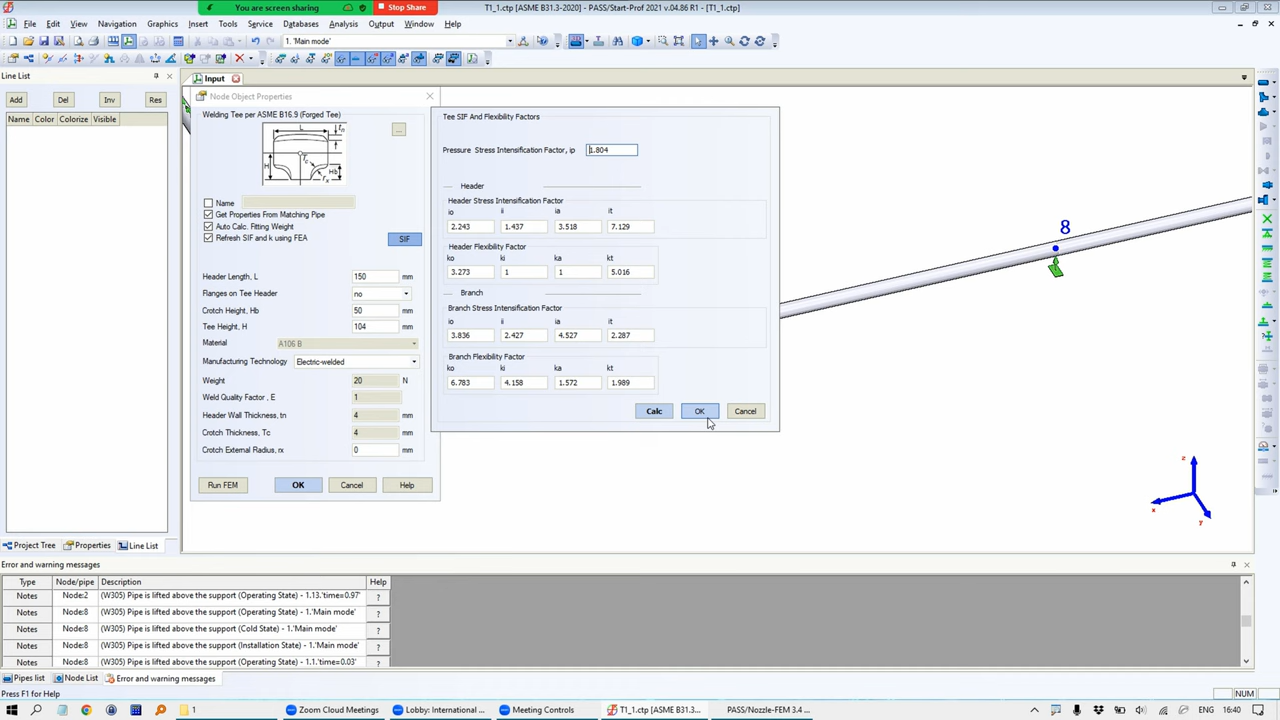 You are screen sharing
Stop Share
T1_1.ctp [ASME B31.3-2020] - PASS/Start-Prof 2021 v.04.86 R1 - [T1_1.ctp]
File Edit View Navigation Graphics Insert Tools Service Databases Analysis Output Window Help
1. 'Main mode'
Line List
Input
Add Del Inv Res
Name Color Colorize Visible
Node Object Properties
Welding Tee per ASME B16.9 (Forged Tee)
...
Name
Get Properties From Matching Pipe
Auto Calc. Fitting Weight
Refresh SIF and k using FEA
SIF
Header Length, L 150 mm
Flanges on Tee Header no
Crotch Height, Hb 50 mm
Tee Height, H 104 mm
Material A106 B
Manufacturing Technology Electric-welded
Weight 20 N
Weld Quality Factor , E 1
Header Wall Thickness, tn 4 mm
Crotch Thickness, Tc 4 mm
Crotch External Radius, rx 0 mm
Run FEM OK Cancel Help
Tee SIF And Flexibility Factors
Pressure Stress Intensification Factor, ip 1.804
Header
Header Stress Intensification Factor
io ii ia it
2.243 1.437 3.518 7.129
Header Flexibility Factor
ko ki ka kt
3.273 1 1 5.016
Branch
Branch Stress Intensification Factor
io ii ia it
3.836 2.427 4.527 2.287
Branch Flexibility Factor
ko ki ka kt
6.783 4.158 1.572 1.989
Calc OK Cancel
8
z
x
y
Project Tree Properties Line List
Error and warning messages
Type Node/pipe Description Help
Notes Node:2 (W305) Pipe is lifted above the support (Operating State) - 1.13.'time=0.97' ?
Notes Node:8 (W305) Pipe is lifted above the support (Operating State) - 1.'Main mode' ?
Notes Node:8 (W305) Pipe is lifted above the support (Cold State) - 1.'Main mode' ?
Notes Node:8 (W305) Pipe is lifted above the support (Installation State) - 1.'Main mode' ?
Notes Node:8 (W305) Pipe is lifted above the support (Operating State) - 1.1.'time=0.03' ?
Pipes list Node List Error and warning messages
Press F1 for Help
NUM
1
Zoom Cloud Meetings
Lobby: International ...
Meeting Controls
T1_1.ctp [ASME B31.3...
PASS/Nozzle-FEM 3.4 ...
ENG 16:40